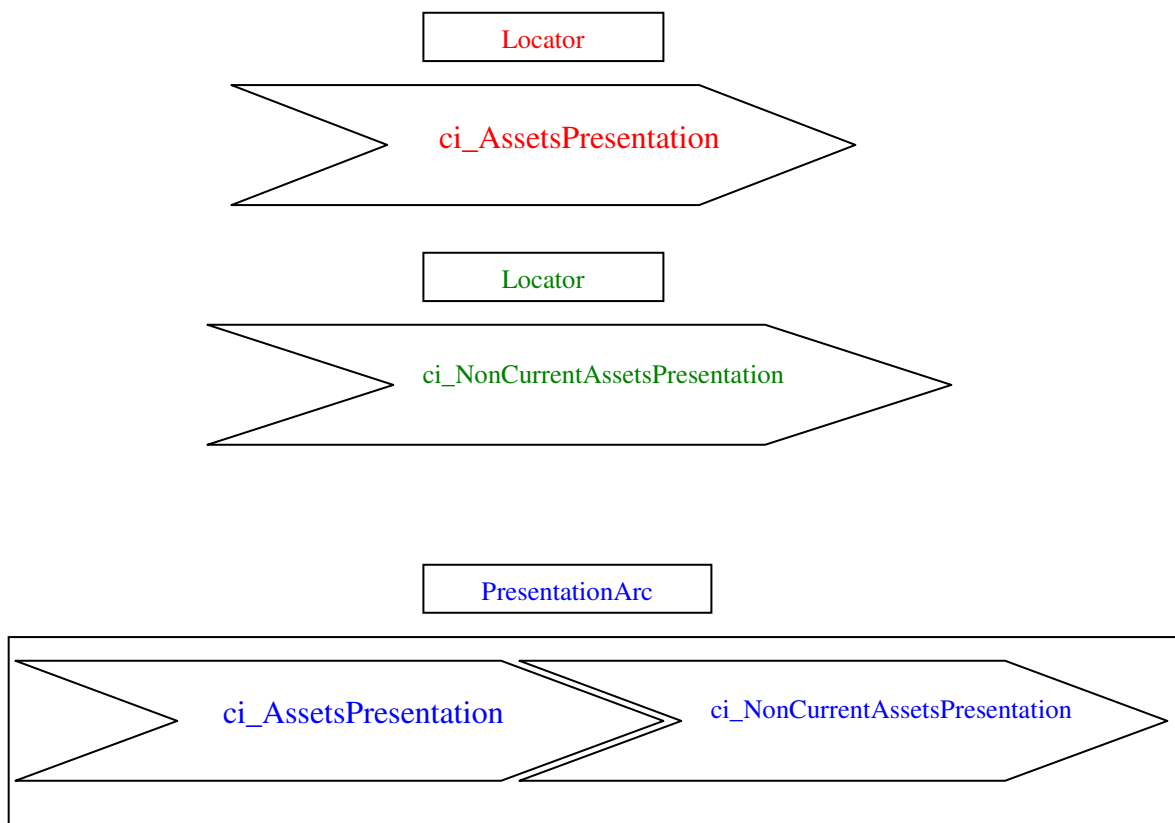 Locator
ci_AssetsPresentation
Locator
ci_NonCurrentAssetsPresentation
PresentationArc
ci_AssetsPresentation
ci_NonCurrentAssetsPresentation